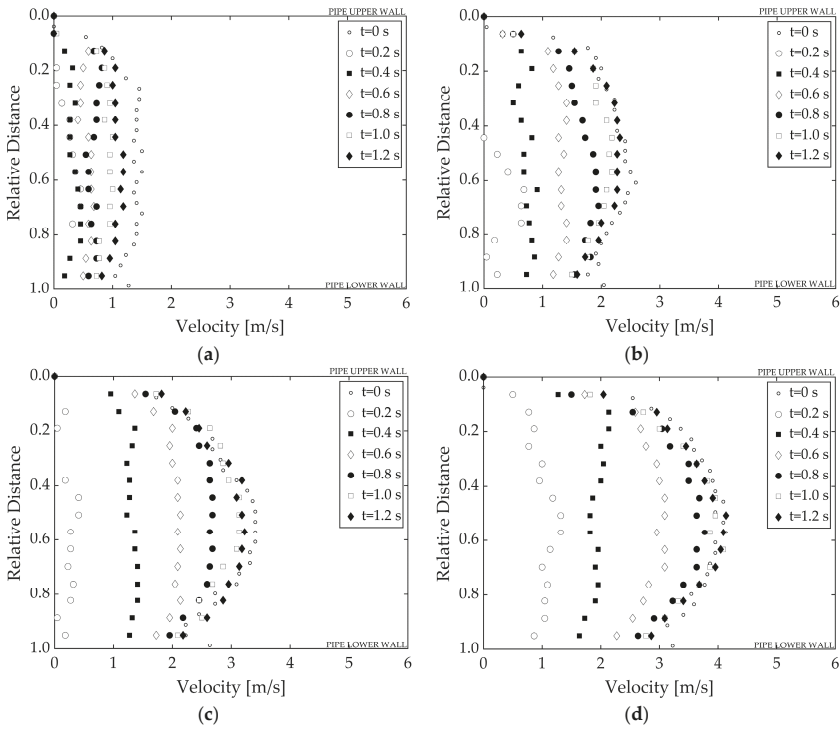 PIPE UPPER WALL
0.0
0.2
0.4
0.6
0.8
1.0
Relative Distance
t=0 s
t=0.2 s
t=0.4 s
t=0.6 s
t=0.8 s
t=1.0 s
t=1.2 s
PIPE LOWER WALL
0 1 2 3 4 5 6
Velocity [m/s]
(a)
PIPE UPPER WALL
0.0
0.2
0.4
0.6
0.8
1.0
Relative Distance
t=0 s
t=0.2 s
t=0.4 s
t=0.6 s
t=0.8 s
t=1.0 s
t=1.2 s
PIPE LOWER WALL
0 1 2 3 4 5 6
Velocity [m/s]
(b)
PIPE UPPER WALL
0.0
0.2
0.4
0.6
0.8
1.0
Relative Distance
t=0 s
t=0.2 s
t=0.4 s
t=0.6 s
t=0.8 s
t=1.0 s
t=1.2 s
PIPE LOWER WALL
0 1 2 3 4 5 6
Velocity [m/s]
(c)
PIPE UPPER WALL
0.0
0.2
0.4
0.6
0.8
1.0
Relative Distance
t=0 s
t=0.2 s
t=0.4 s
t=0.6 s
t=0.8 s
t=1.0 s
t=1.2 s
PIPE LOWER WALL
0 1 2 3 4 5 6
Velocity [m/s]
(d)